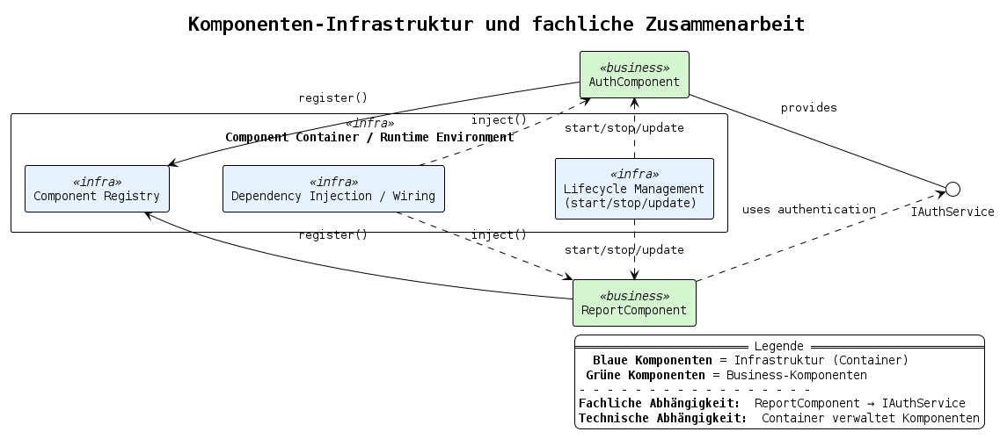 Komponenten-Infrastruktur und fachliche Zusammenarbeit
«business»
AuthComponent
register()
provides
«infra»
Component Container / Runtime Environment
inject()
start/stop/update
«infra»
Component Registry
«infra»
Dependency Injection / Wiring
«infra»
Lifecycle Management
(start/stop/update)
IAuthService
uses authentication
register()
inject()
start/stop/update
«business»
ReportComponent
Legende
Blaue Komponenten = Infrastruktur (Container)
Grüne Komponenten = Business-Komponenten
- - - - - - - - - - - - - - - - -
Fachliche Abhängigkeit: ReportComponent → IAuthService
Technische Abhängigkeit: Container verwaltet Komponenten